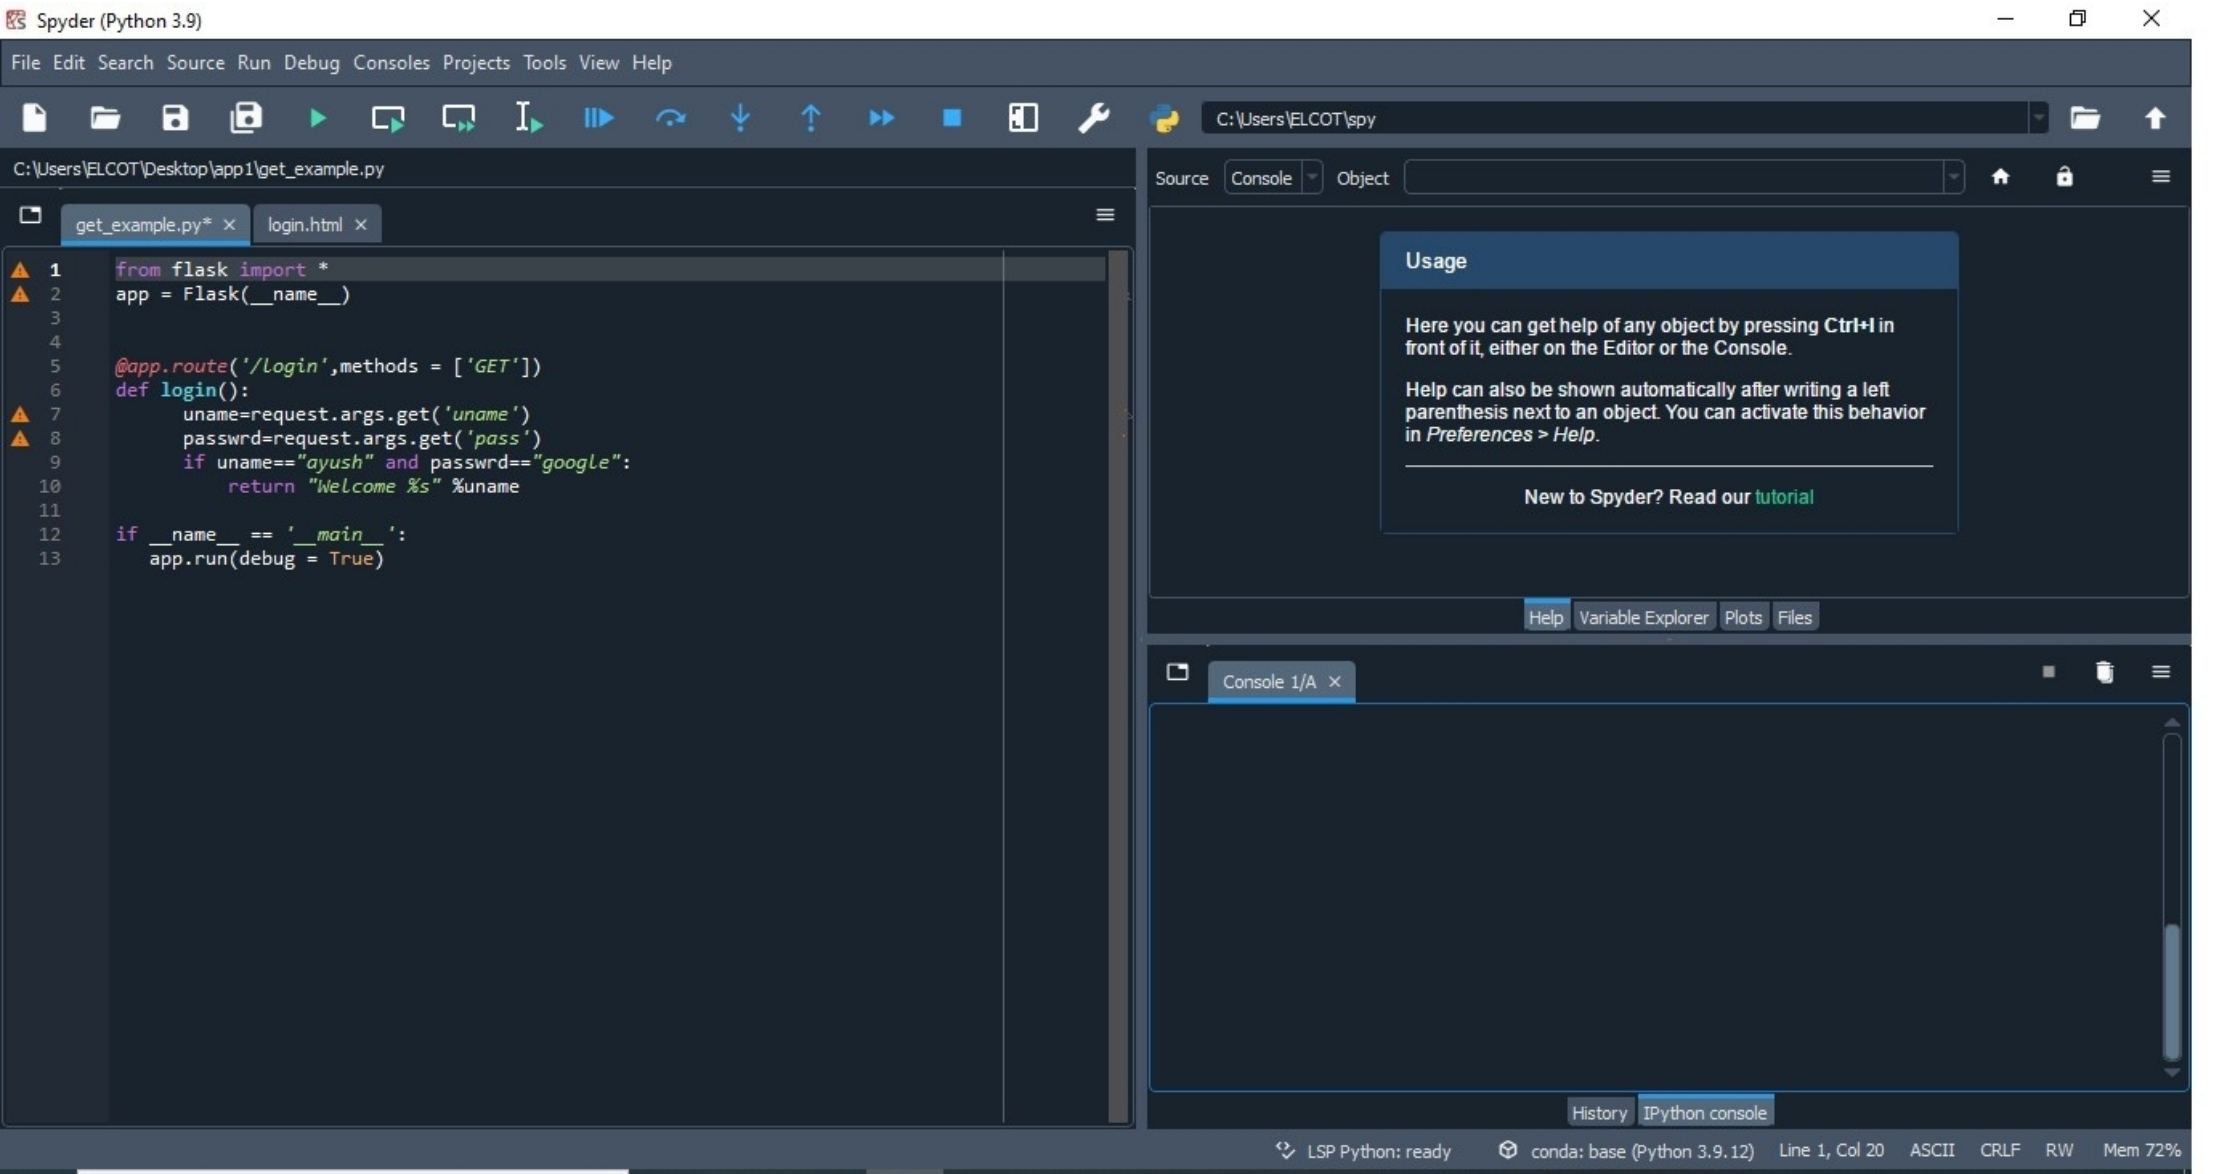 Spyder (Python 3.9)
File Edit Search Source Run Debug Consoles Projects Tools View Help
C:\Users\ELCOT\spy
C:\Users\ELCOT\Desktop\app1\get_example.py
get_example.py*
login.html
1 from flask import *
2 app = Flask(__name__)
3
4
5 @app.route('/login',methods = ['GET'])
6 def login():
7 uname=request.args.get('uname')
8 passwrd=request.args.get('pass')
9 if uname=="ayush" and passwrd=="google":
10 return "Welcome %s" %uname
11
12 if __name__ == '__main__':
13 app.run(debug = True)
Source Console Object
Usage
Here you can get help of any object by pressing Ctrl+I in
front of it, either on the Editor or the Console.
Help can also be shown automatically after writing a left
parenthesis next to an object. You can activate this behavior
in Preferences > Help.
New to Spyder? Read our tutorial
Help Variable Explorer Plots Files
Console 1/A
History IPython console
LSP Python: ready conda: base (Python 3.9.12) Line 1, Col 20 ASCII CRLF RW Mem 72%